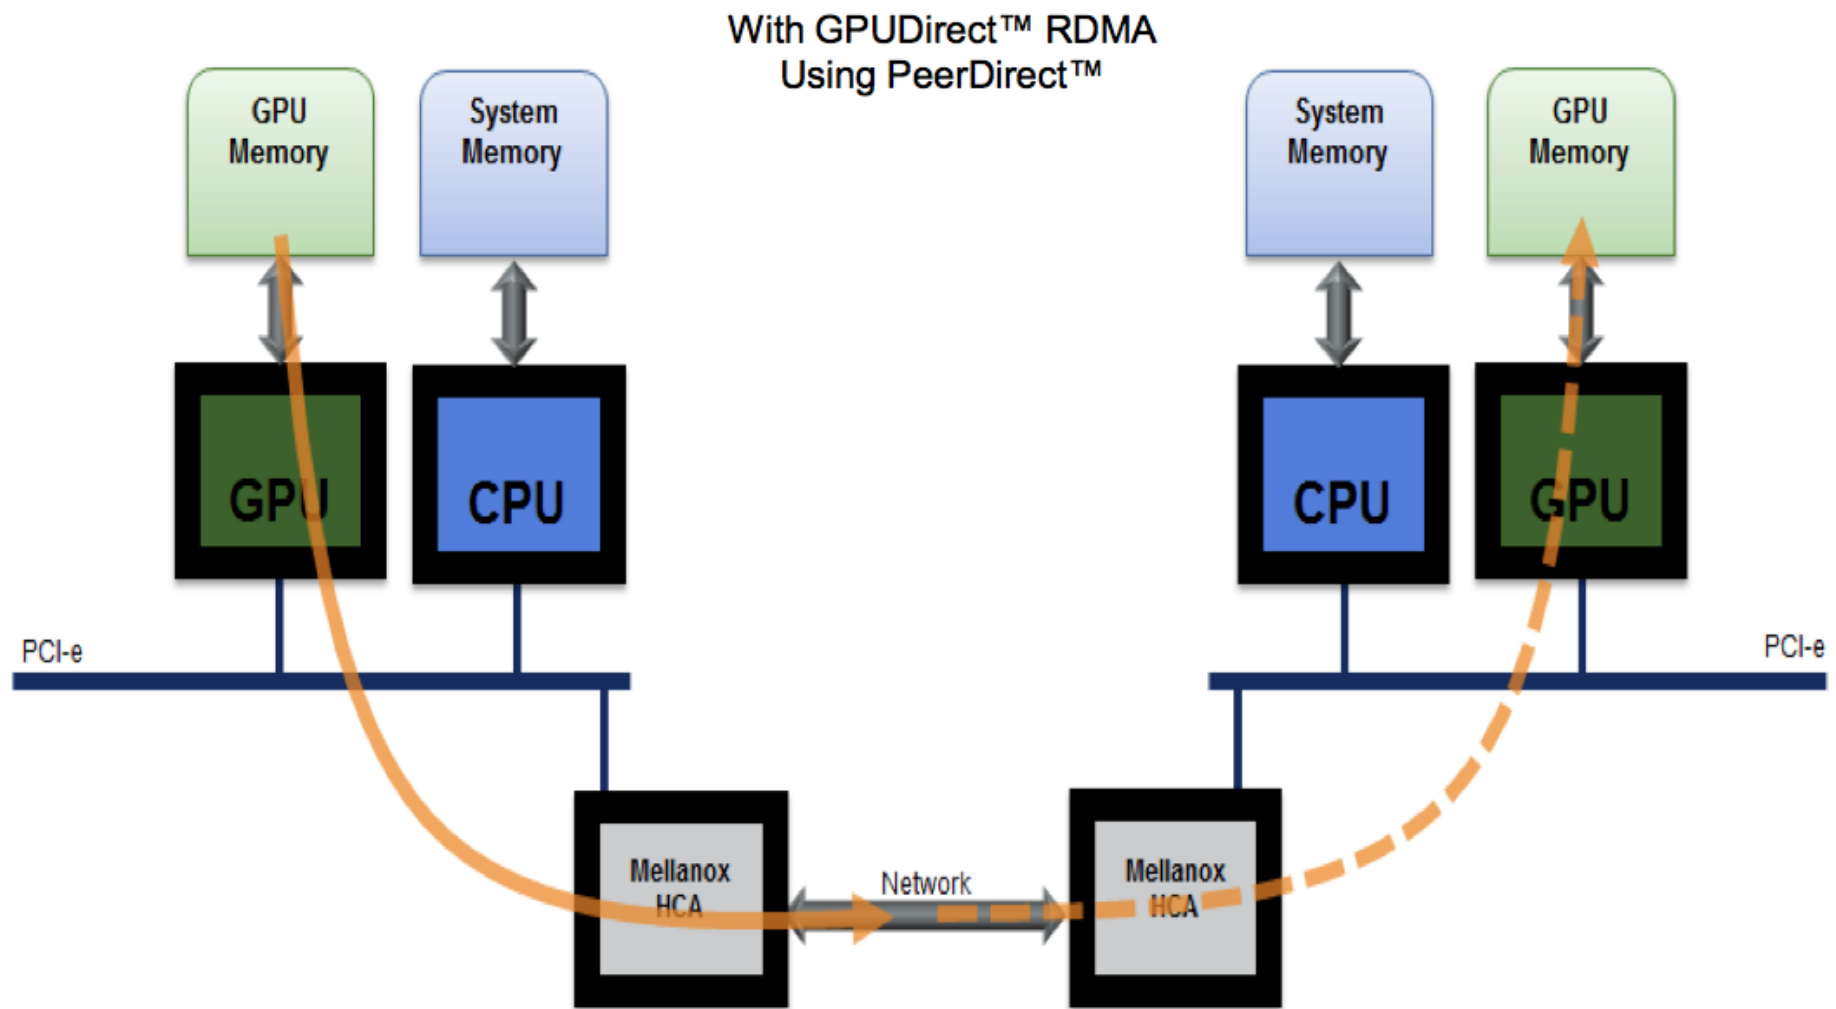 With GPUDirect™ RDMA
Using PeerDirect™
GPU
Memory
System
Memory
System
Memory
GPU
Memory
GPU
CPU
CPU
GPU
PCI-e
PCI-e
Mellanox
HCA
Network
Mellanox
HCA